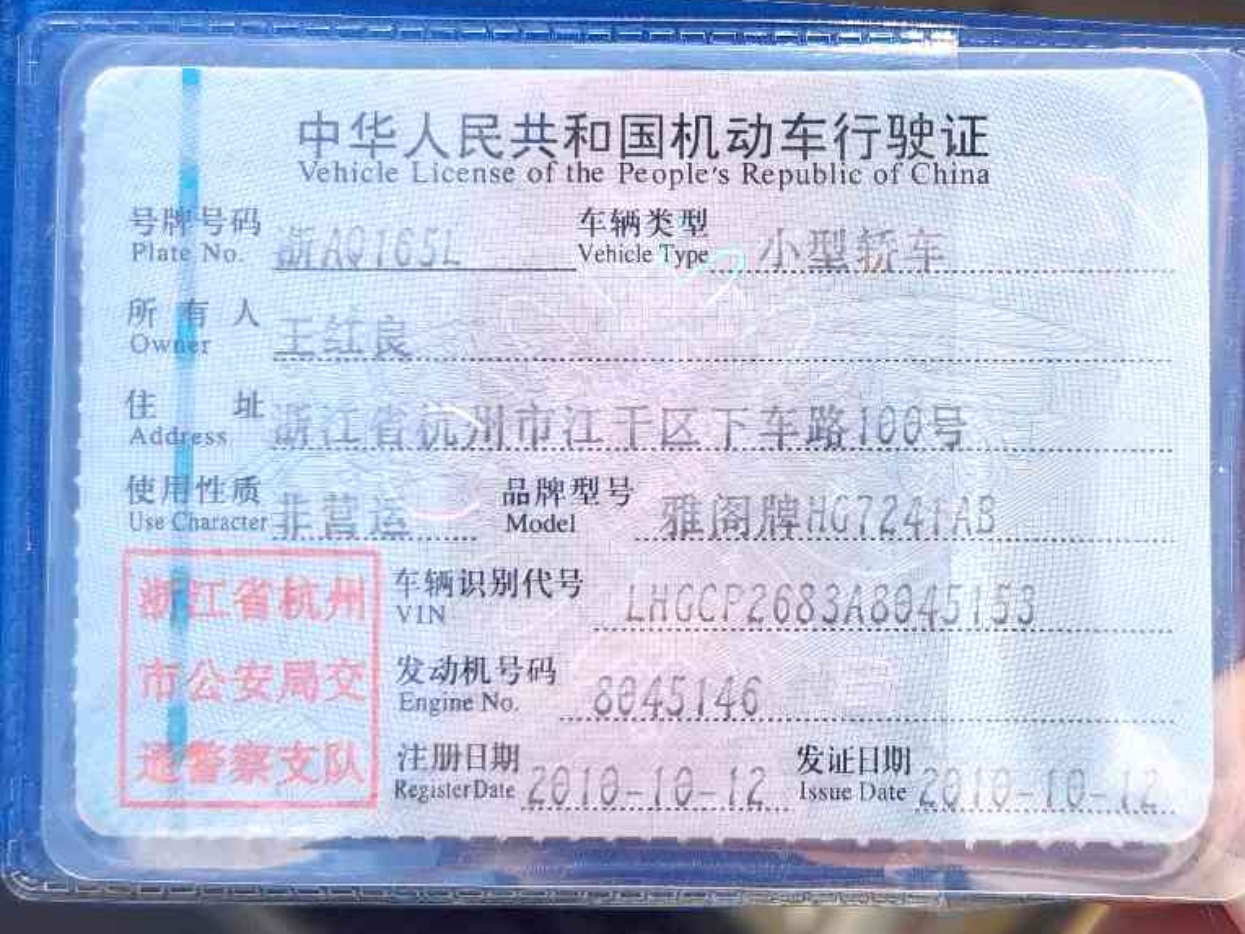 中华人民共和国机动车行驶证
Vehicle License of the People's Republic of China
号牌号码 浙AQ165L 车辆类型 小型轿车
Plate No. Vehicle Type
所有人 王红良
Owner
住址 浙江省杭州市江干区下车路100号
Address
使用性质 非营运 品牌型号 雅阁牌HG7241AB
Use Character Model
浙江省杭州
市公安局交
通警察支队
车辆识别代号 LHGCP2683A8045153
VIN
发动机号码 8045146
Engine No.
注册日期 2010-10-12 发证日期 2010-10-12
Register Date Issue Date